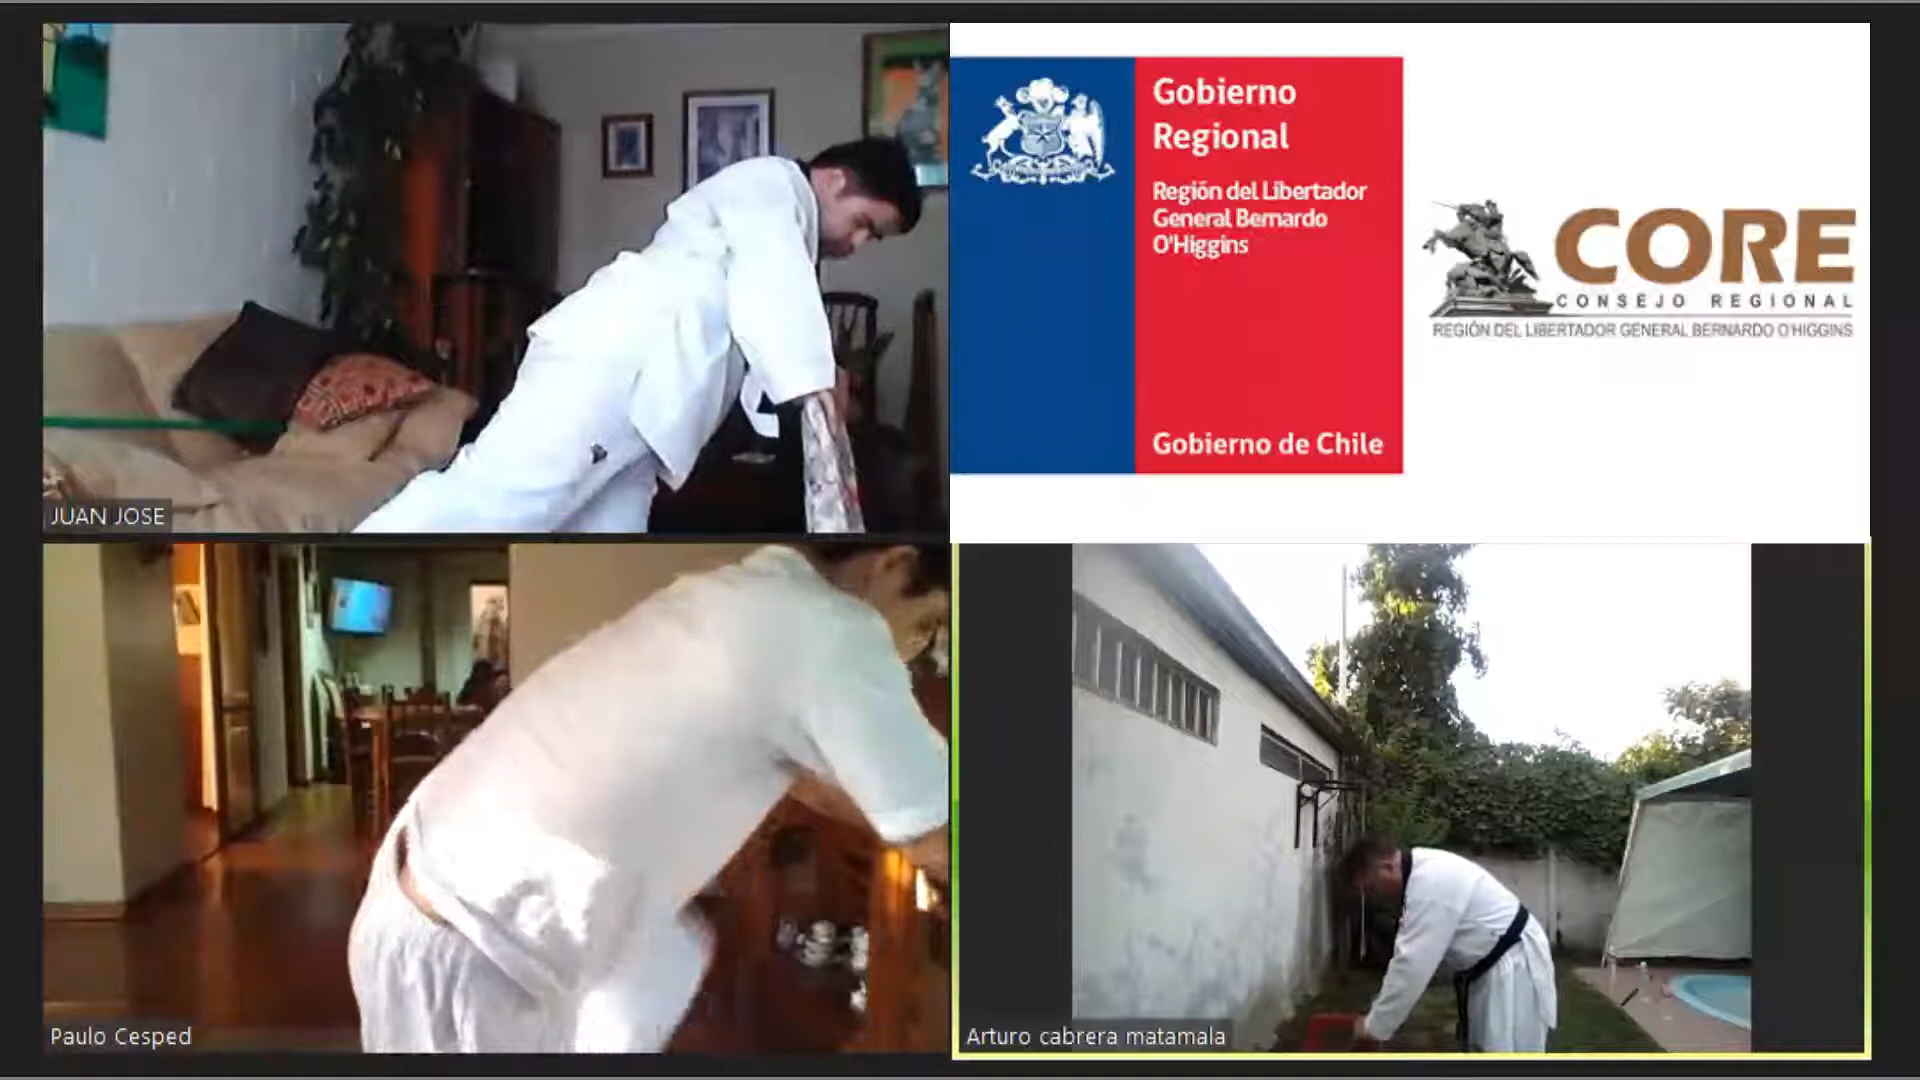 JUAN JOSE
Gobierno
Regional
Región del Libertador
General Bernardo
O'Higgins
Gobierno de Chile
CORE
CONSEJO REGIONAL
REGIÓN DEL LIBERTADOR GENERAL BERNARDO O'HIGGINS
Paulo Cesped
Arturo cabrera matamala